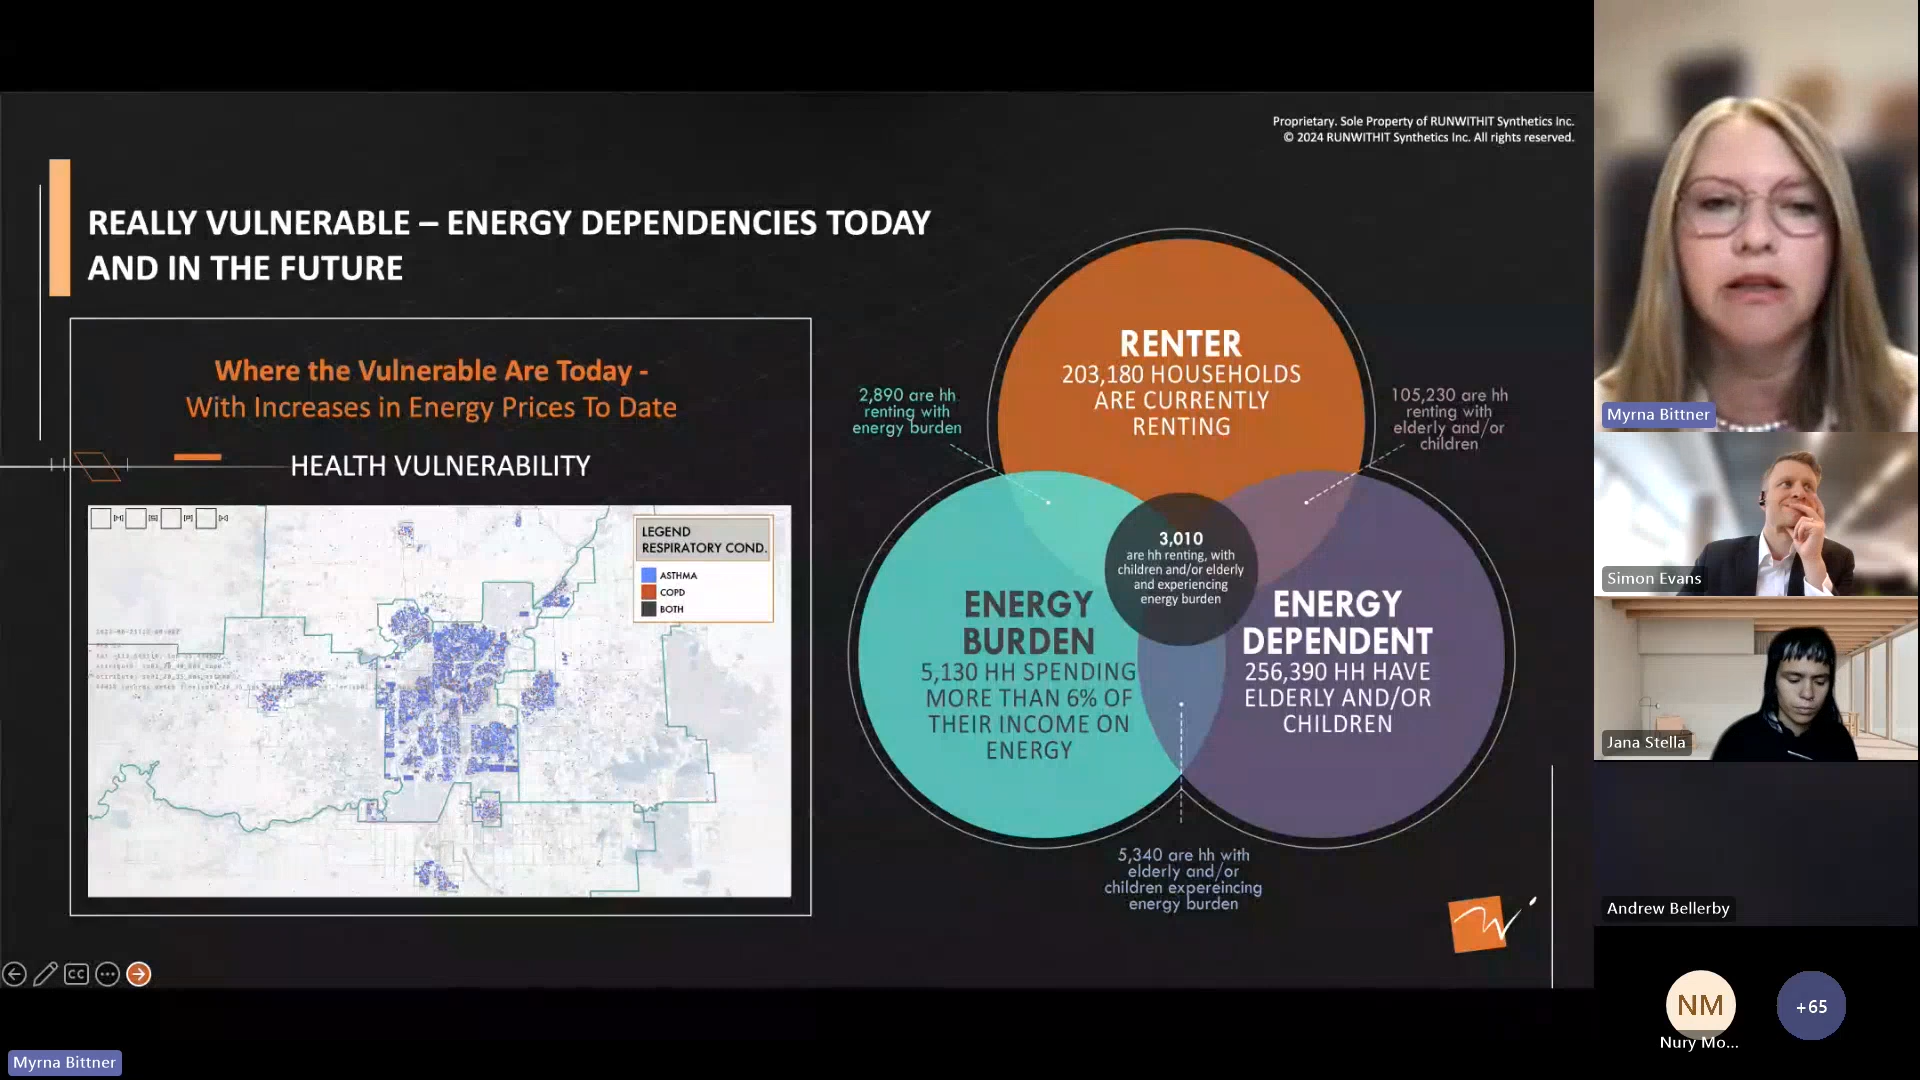 Proprietary. Sole Property of RUNWITHIT Synthetics Inc.
© 2024 RUNWITHIT Synthetics Inc. All rights reserved.
REALLY VULNERABLE – ENERGY DEPENDENCIES TODAY
AND IN THE FUTURE
Where the Vulnerable Are Today -
With Increases in Energy Prices To Date
HEALTH VULNERABILITY
LEGEND
RESPIRATORY COND.
ASTHMA
COPD
BOTH
RENTER
203,180 HOUSEHOLDS
ARE CURRENTLY
RENTING
2,890 are hh
renting with
energy burden
105,230 are hh
renting with
elderly and/or
children
3,010
are hh renting, with
children and/or elderly
and experiencing
energy burden
ENERGY
BURDEN
5,130 HH SPENDING
MORE THAN 6% OF
THEIR INCOME ON
ENERGY
ENERGY
DEPENDENT
256,390 HH HAVE
ELDERLY AND/OR
CHILDREN
5,340 are hh with
elderly and/or
children expereincing
energy burden
CC
Myrna Bittner
Myrna Bittner
Simon Evans
Jana Stella
Andrew Bellerby
NM
Nury Mo...
+65